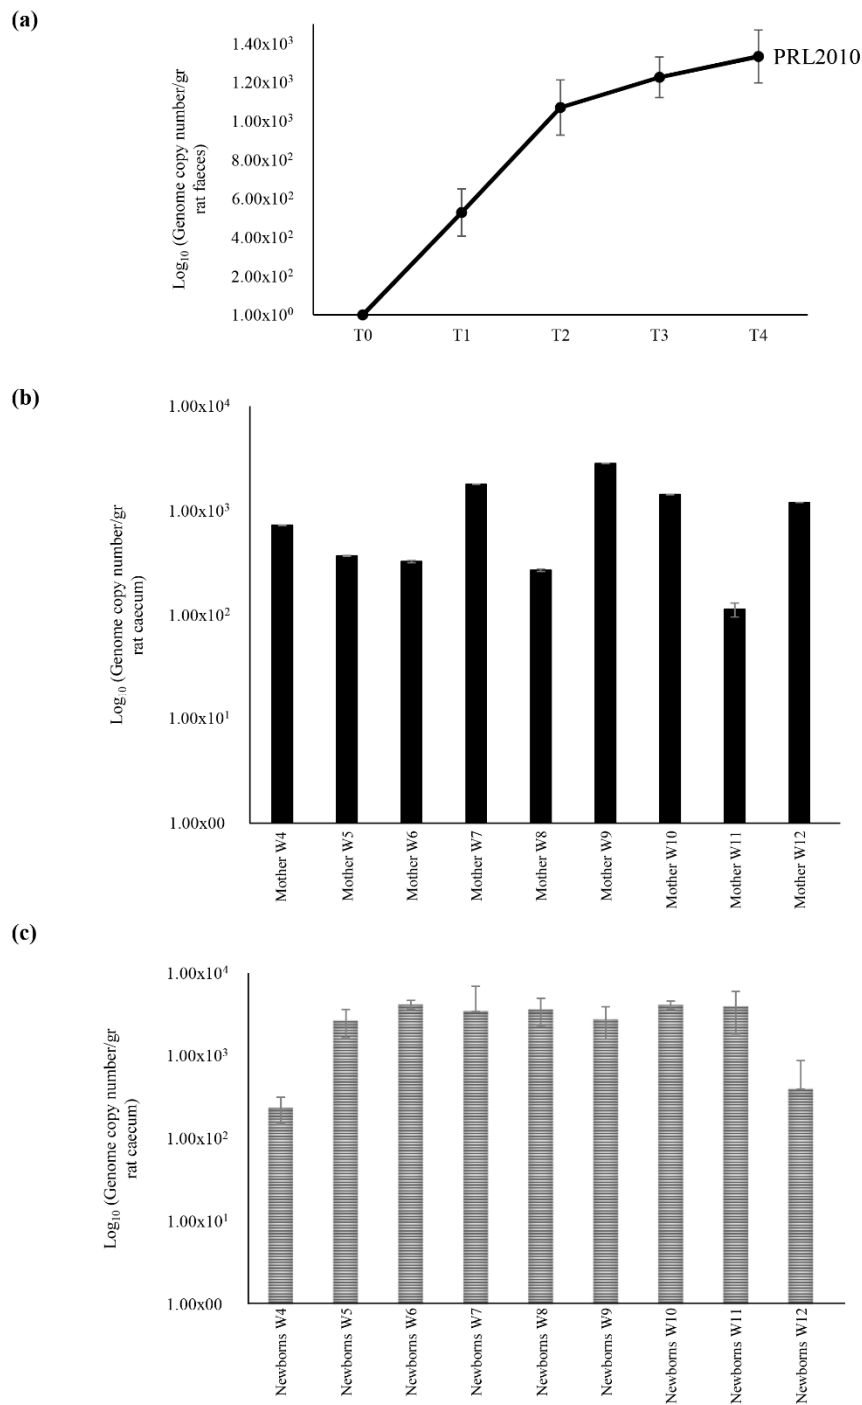 (a)
Log₁₀ (Genome copy number/gr
rat faeces)
1.40x10³
1.20x10³
1.00x10³
8.00x10²
6.00x10²
4.00x10²
2.00x10²
1.00x10⁰
PRL2010
T0 T1 T2 T3 T4
(b)
Log₁₀ (Genome copy number/gr
rat caecum)
1.00x10⁴
1.00x10³
1.00x10²
1.00x10¹
1.00x00
Mother W4
Mother W5
Mother W6
Mother W7
Mother W8
Mother W9
Mother W10
Mother W11
Mother W12
(c)
Log₁₀ (Genome copy number/gr
rat caecum)
1.00x10⁴
1.00x10³
1.00x10²
1.00x10¹
1.00x00
Newborns W4
Newborns W5
Newborns W6
Newborns W7
Newborns W8
Newborns W9
Newborns W10
Newborns W11
Newborns W12